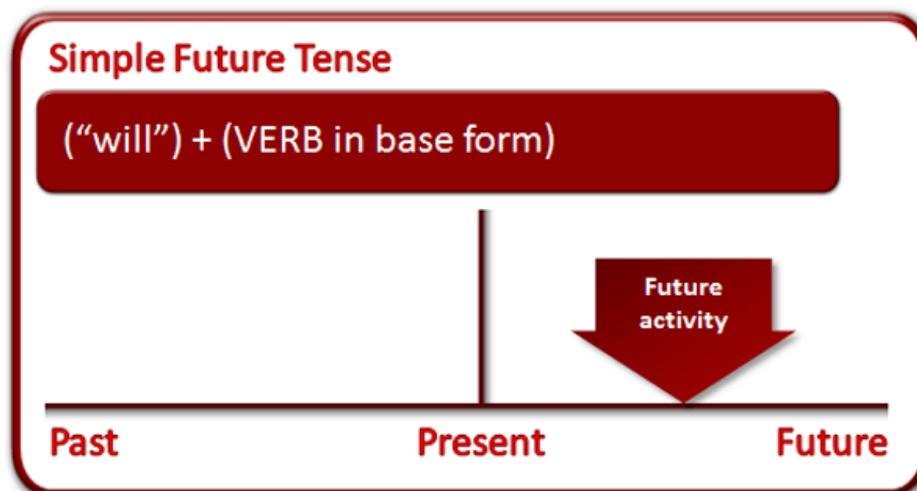 Simple Future Tense
(“will”) + (VERB in base form)
Future
activity
Past
Present
Future